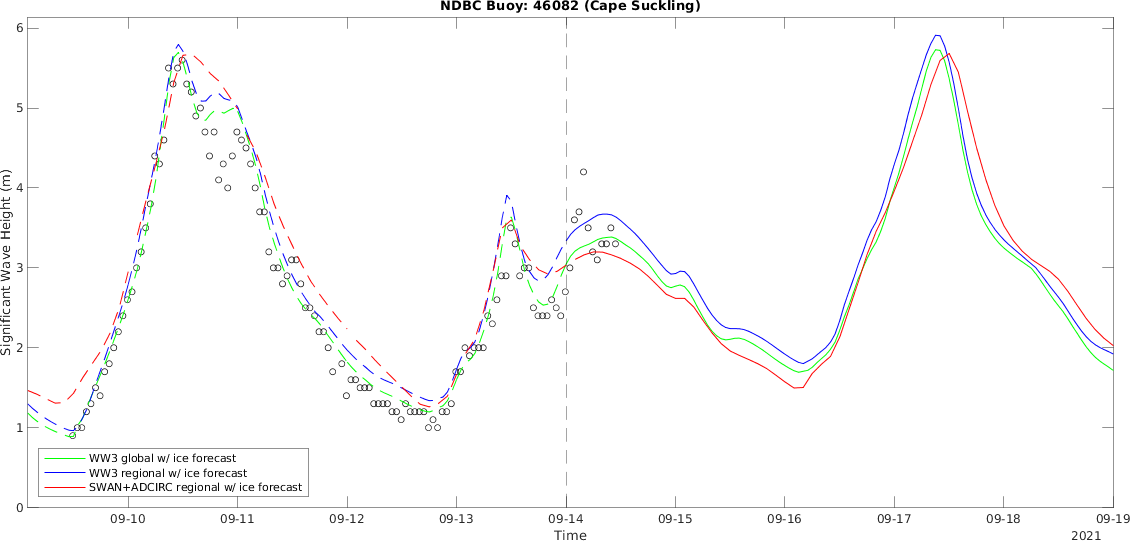 NDBC Buoy: 46082 (Cape Suckling)
6
5
4
3
2
1
0
Significant Wave Height (m)
WW3 global w/ ice forecast
WW3 regional w/ ice forecast
SWAN+ADCIRC regional w/ ice forecast
09-10 09-11 09-12 09-13 09-14 09-15 09-16 09-17 09-18 09-19
Time
2021